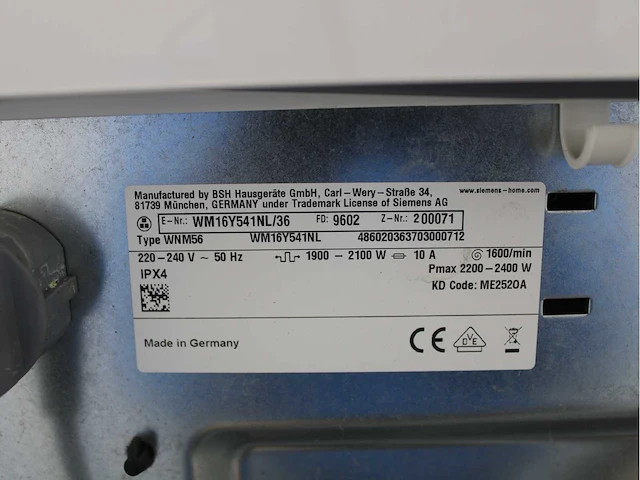 Manufactured by BSH Hausgeräte GmbH, Carl-Wery-Straße 34,
81739 München, GERMANY under Trademark License of Siemens AG
www.siemens-home.com
E-Nr.: WM16Y541NL/36 FD: 9602 Z-Nr.: 200071
Type WNM56 WM16Y541NL 486020363703000712
220-240 V ~ 50 Hz 1900-2100 W 10 A 1600/min
IPX4 Pmax 2200-2400 W
KD Code: ME252OA
Made in Germany CE DVE